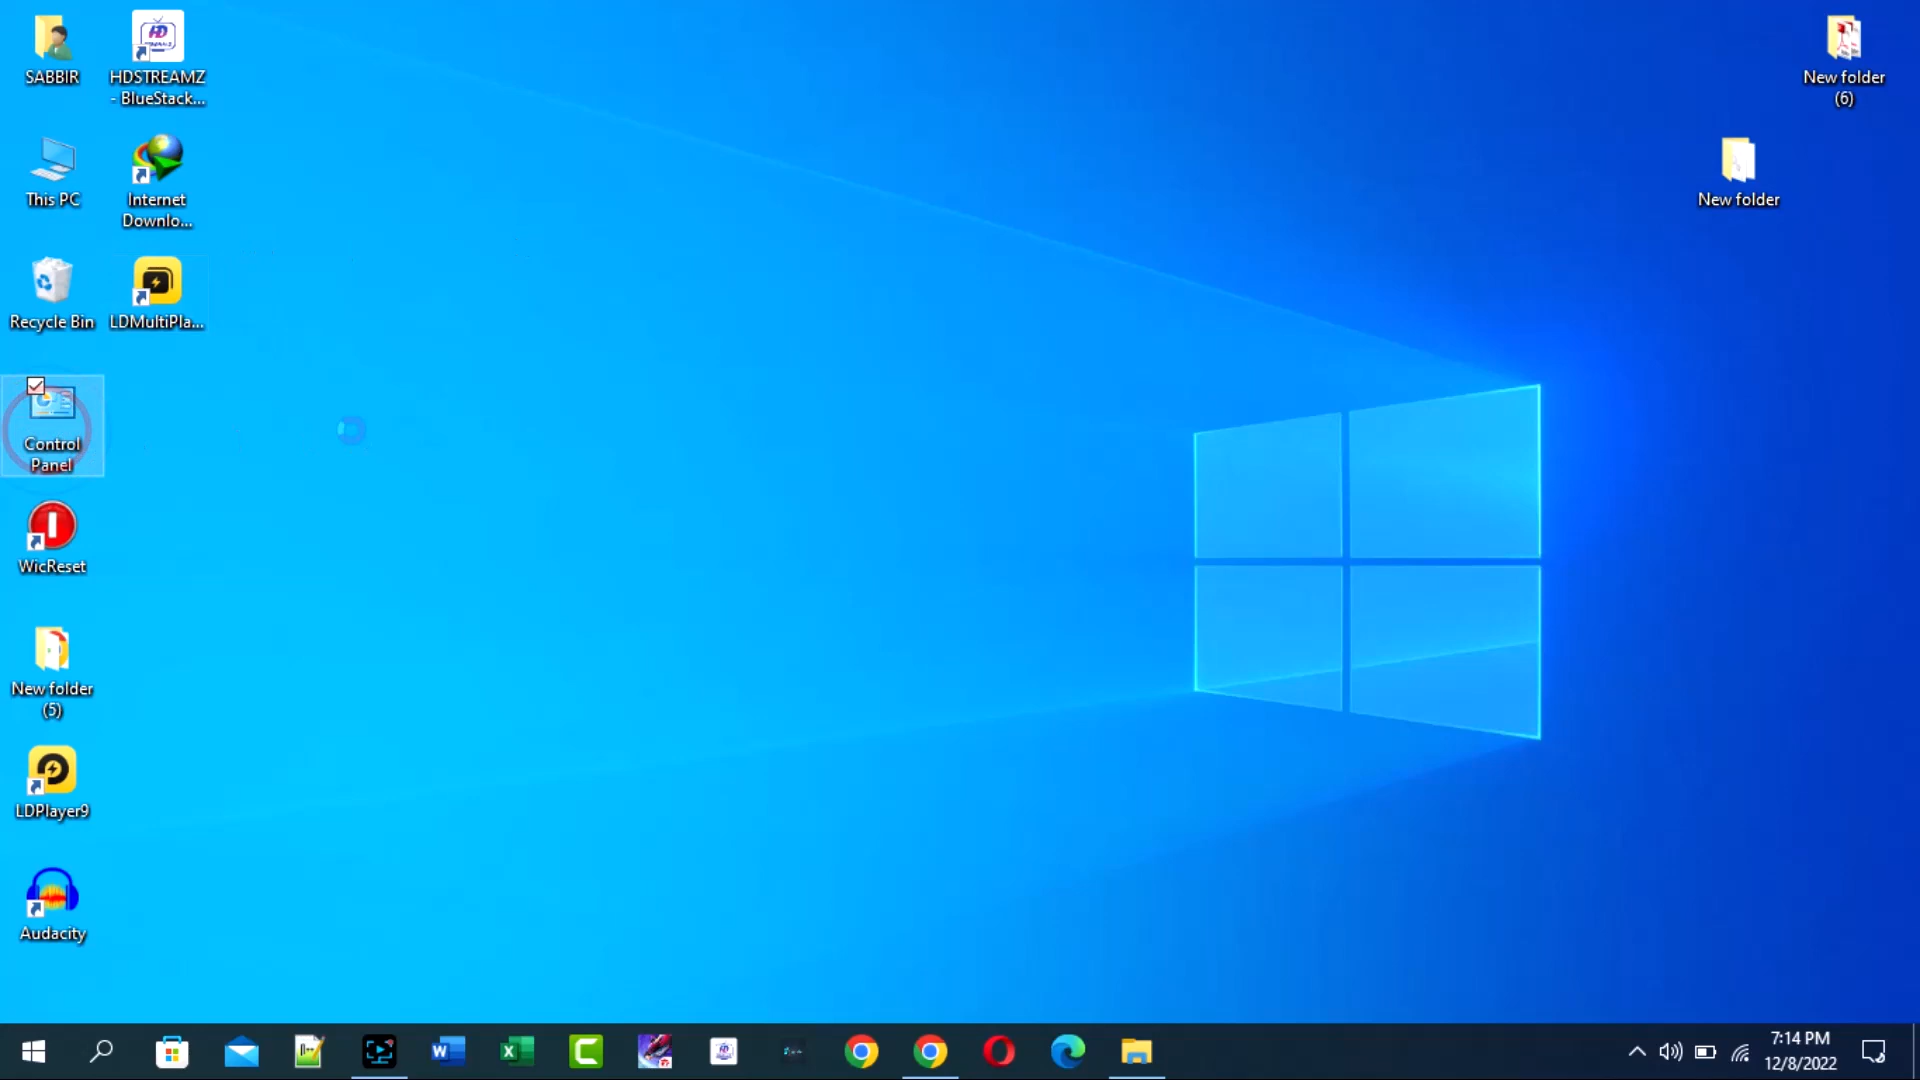 SABBIR
HDSTREAMZ
- BlueStack...
This PC
Internet
Downlo...
Recycle Bin
LDMultiPla...
Control
Panel
WicReset
New folder
(5)
LDPlayer9
Audacity
New folder
(6)
New folder
7:14 PM
12/8/2022